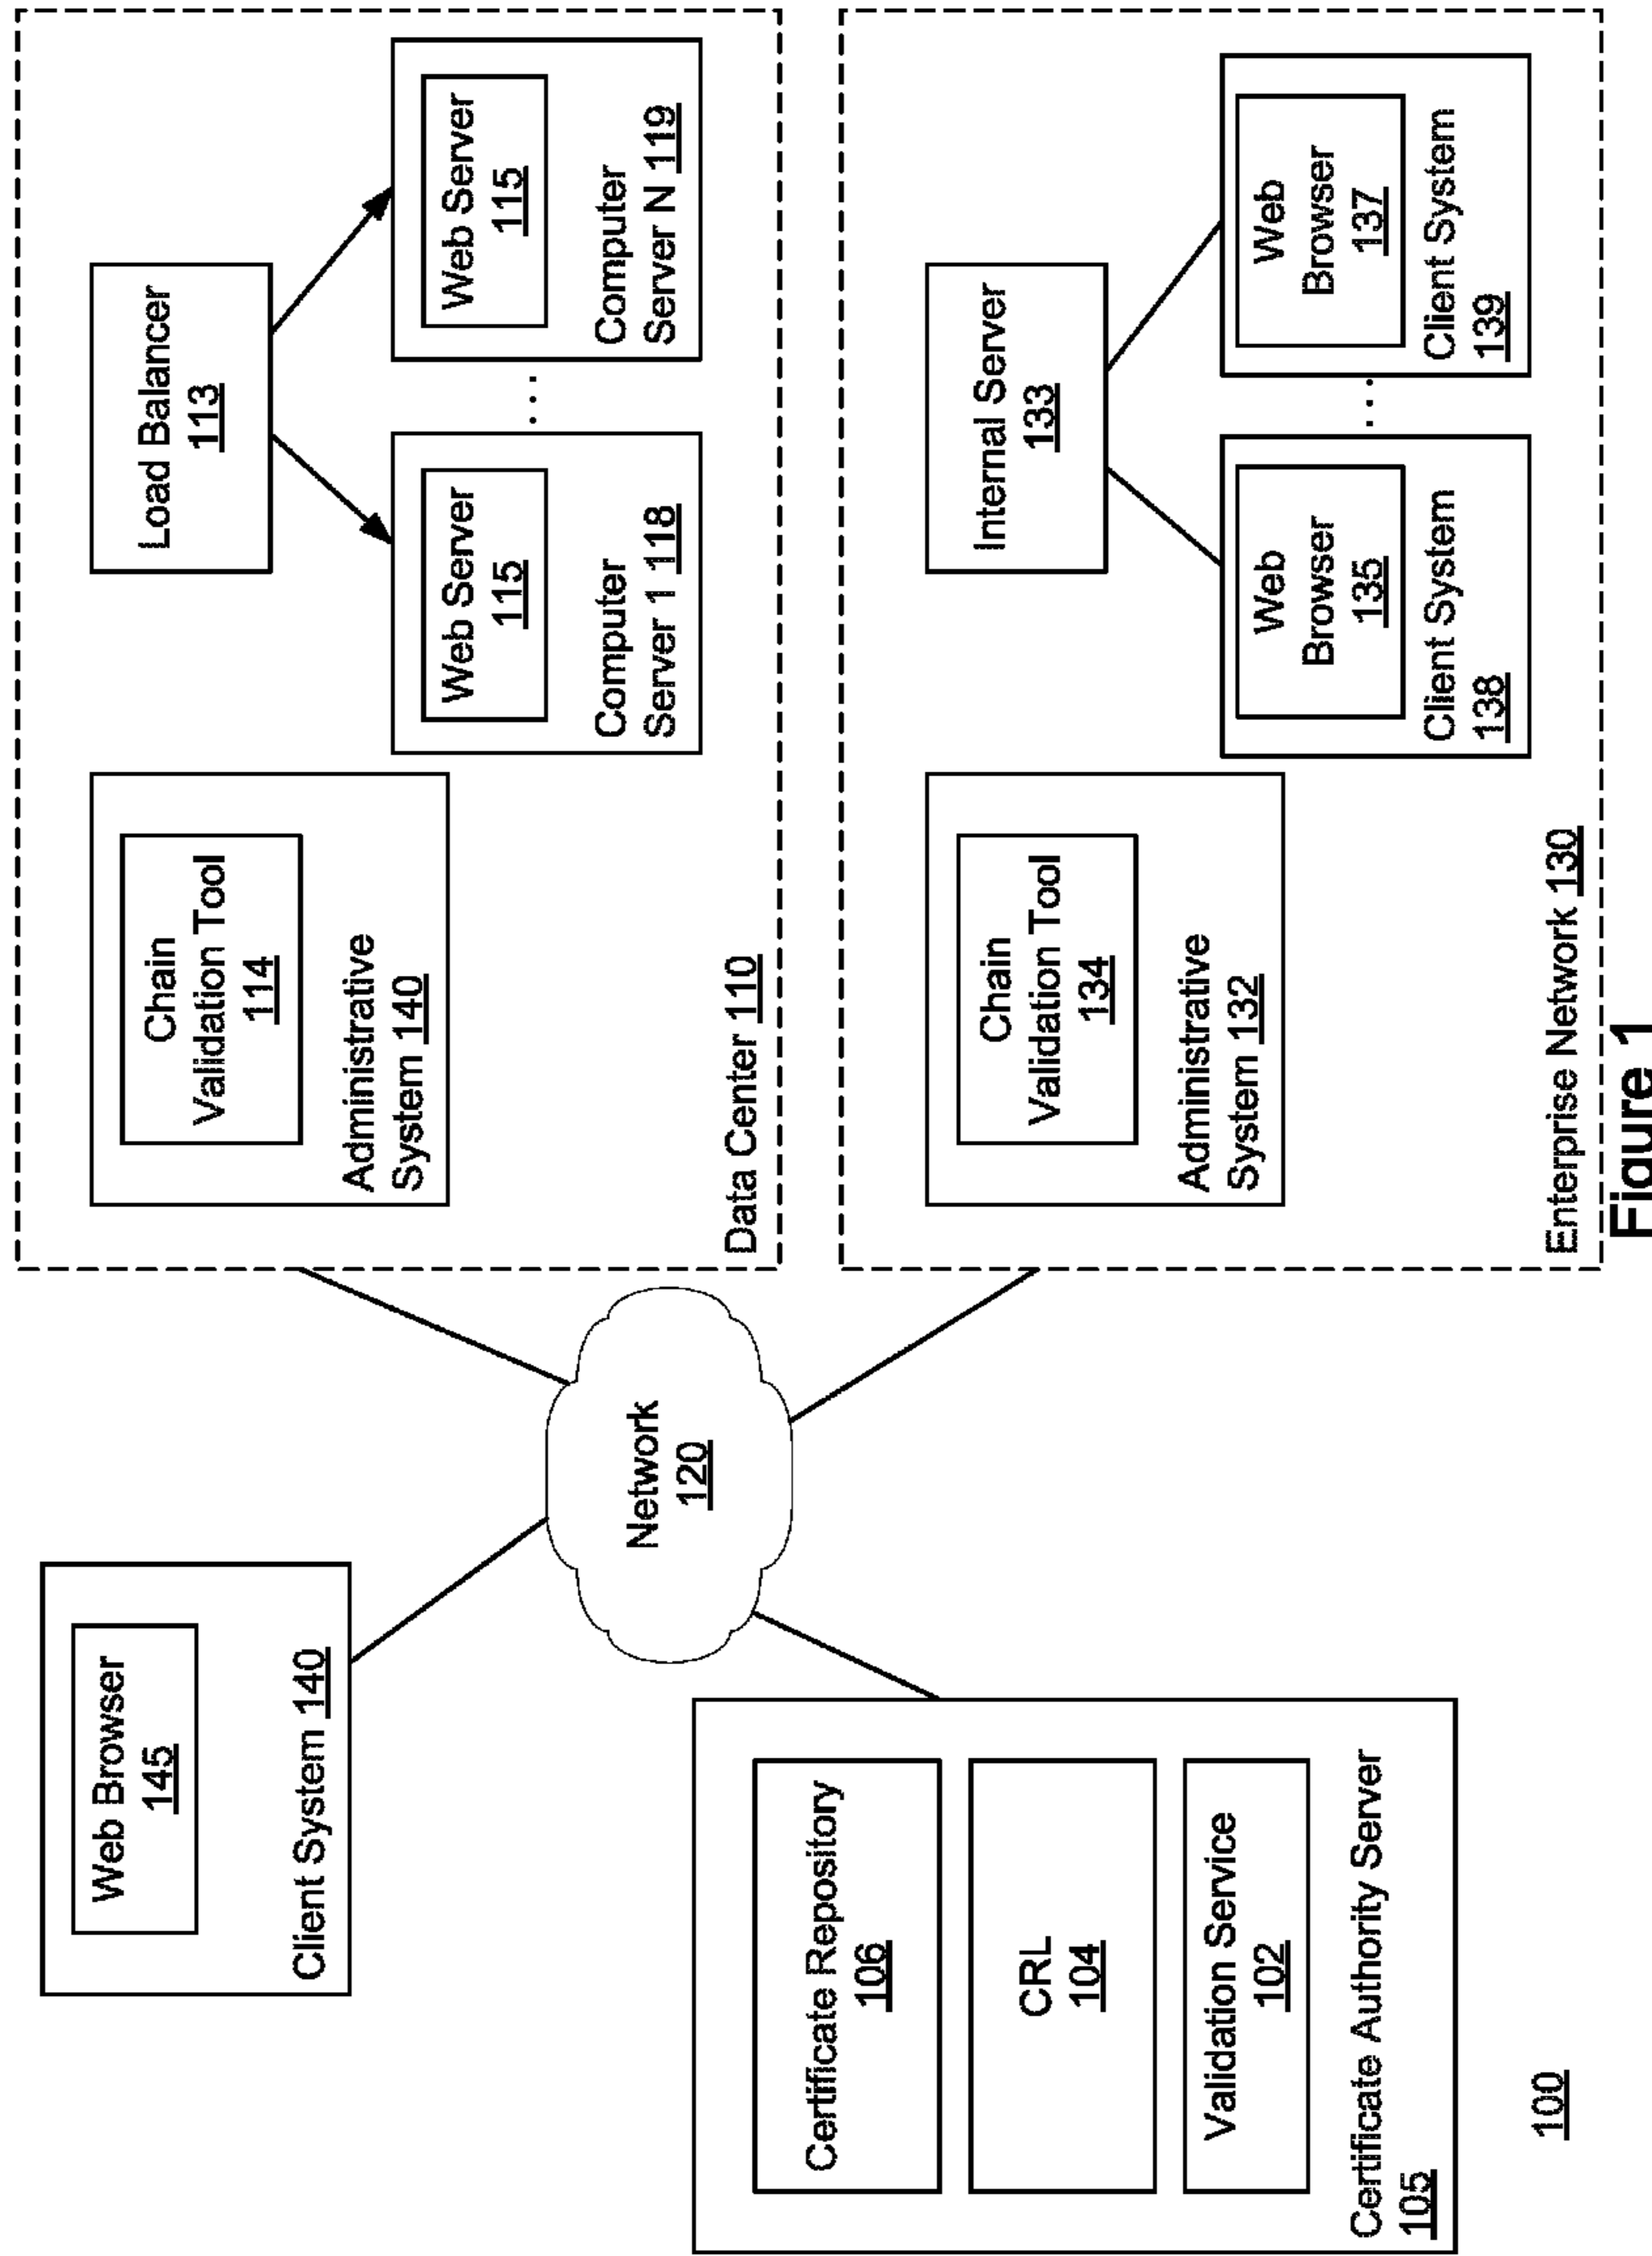 Web Browser
145
Client System 140
Certificate Repository
106
CRL
104
Validation Service
102
Certificate Authority Server
105
100
Network
120
Chain
Validation Tool
114
Administrative
System 140
Load Balancer
113
Web Server
115
Computer
Server 1 118
...
Web Server
115
Computer
Server N 119
Data Center 110
Chain
Validation Tool
134
Administrative
System 132
Internal Server
133
Web
Browser
135
Client System
138
...
Web
Browser
137
Client System
139
Enterprise Network 130
Figure 1